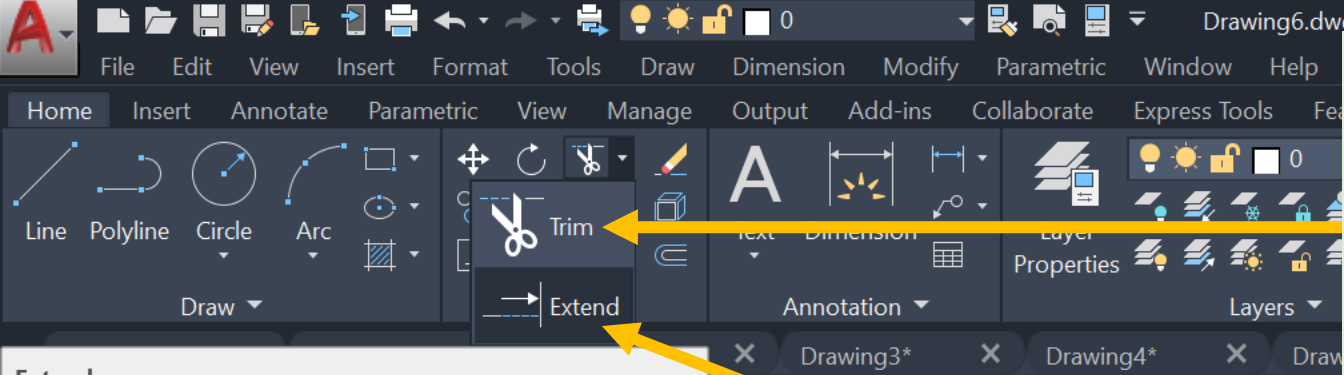 0 Drawing6.dw
File Edit View Insert Format Tools Draw Dimension Modify Parametric Window Help
Home Insert Annotate Parametric View Manage Output Add-ins Collaborate Express Tools Fea
0
Line Polyline Circle Arc Trim Text Dimension Layer
Properties
Extend
Draw Annotation Layers
Drawing3* Drawing4* Draw